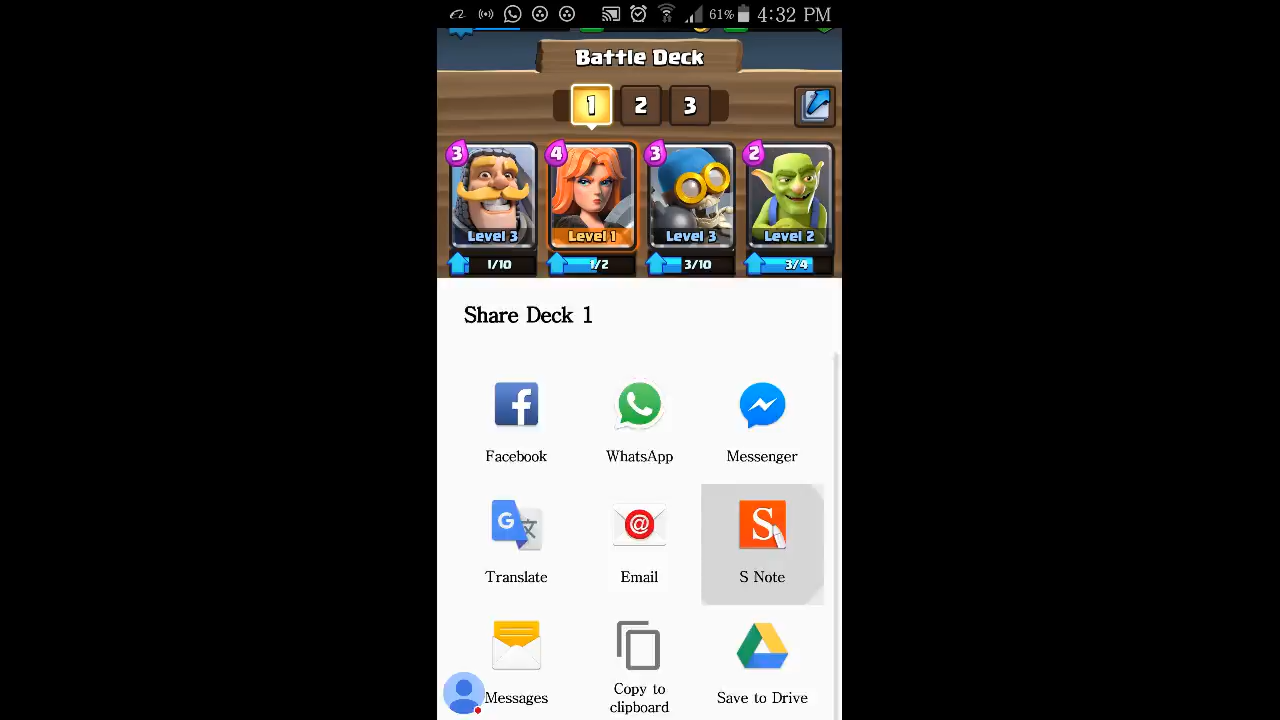 61% 4:32 PM
Battle Deck
1 2 3
3 4 3 2
Level 3 Level 1 Level 3 Level 2
1/10 1/2 3/10 3/4
Share Deck 1
f
Facebook WhatsApp Messenger
G 文 @ S
Translate Email S Note
Messages Copy to clipboard Save to Drive